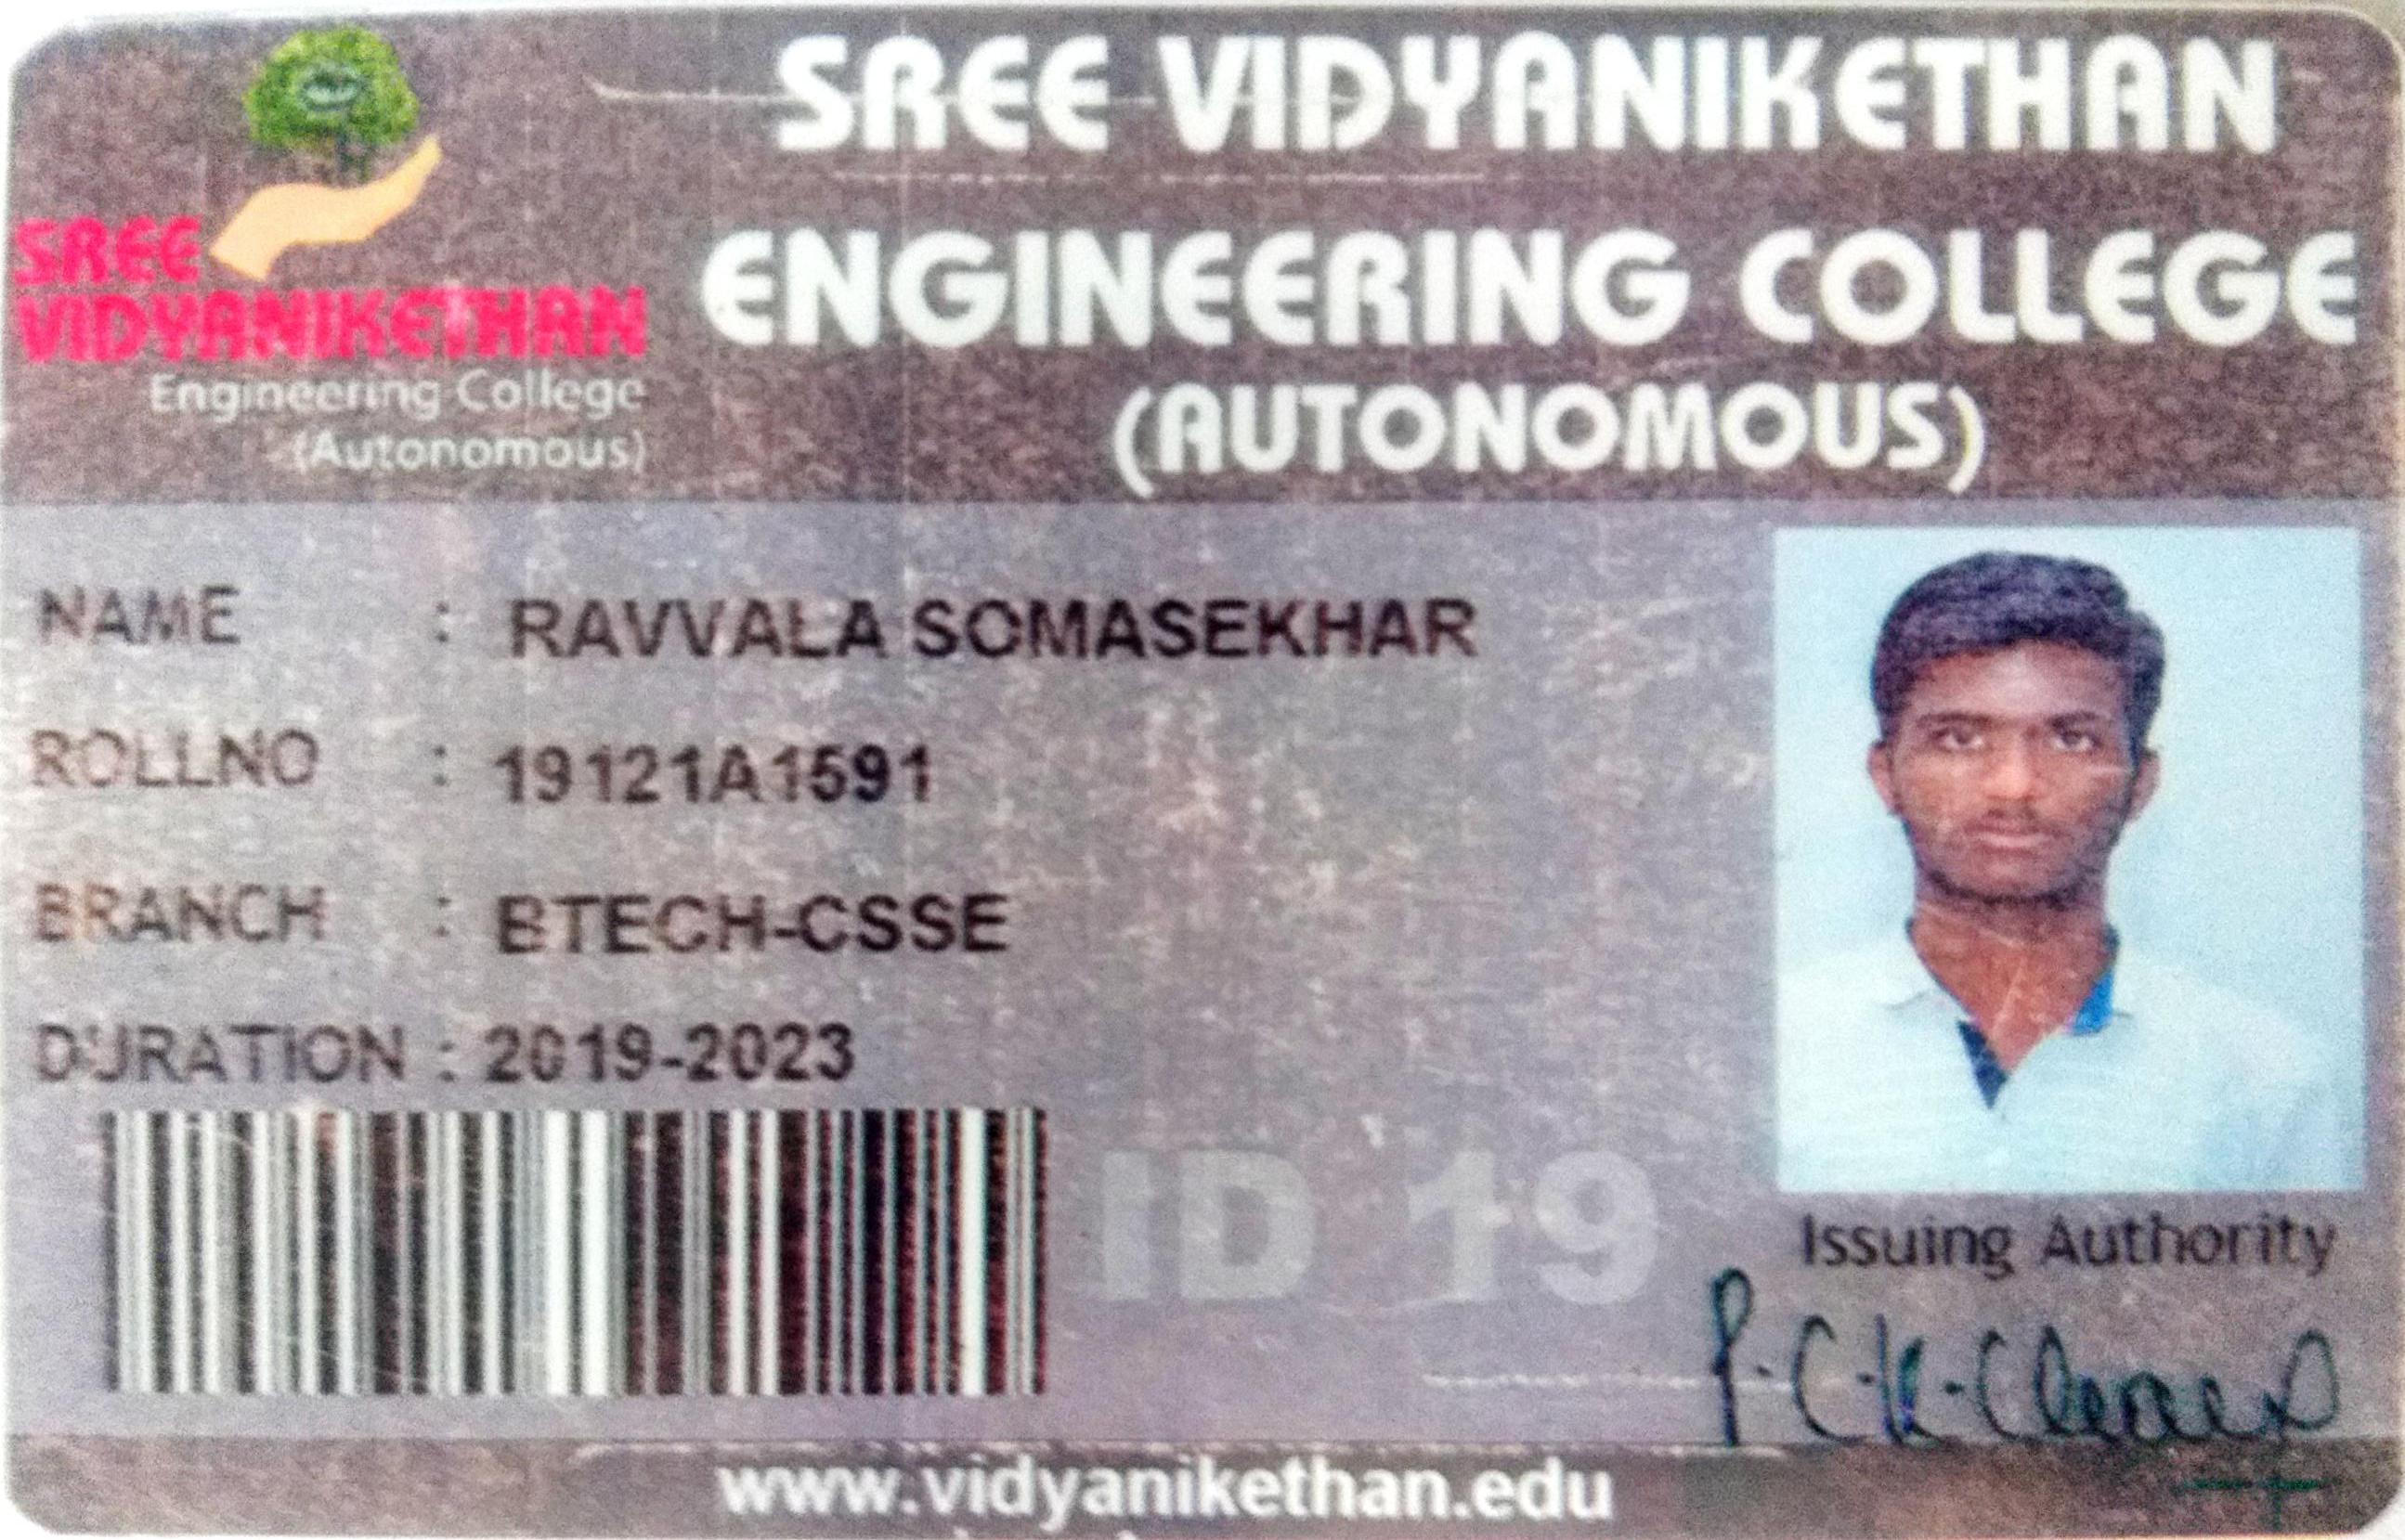 SREE VIDYANIKETHAN
ENGINEERING COLLEGE
(AUTONOMOUS)
SREE
VIDYANIKETHAN
Engineering College
(Autonomous)
NAME : RAVVALA SOMASEKHAR
ROLLNO : 19121A1591
BRANCH : BTECH-CSSE
DURATION : 2019-2023
ID 19
Issuing Authority
www.vidyanikethan.edu